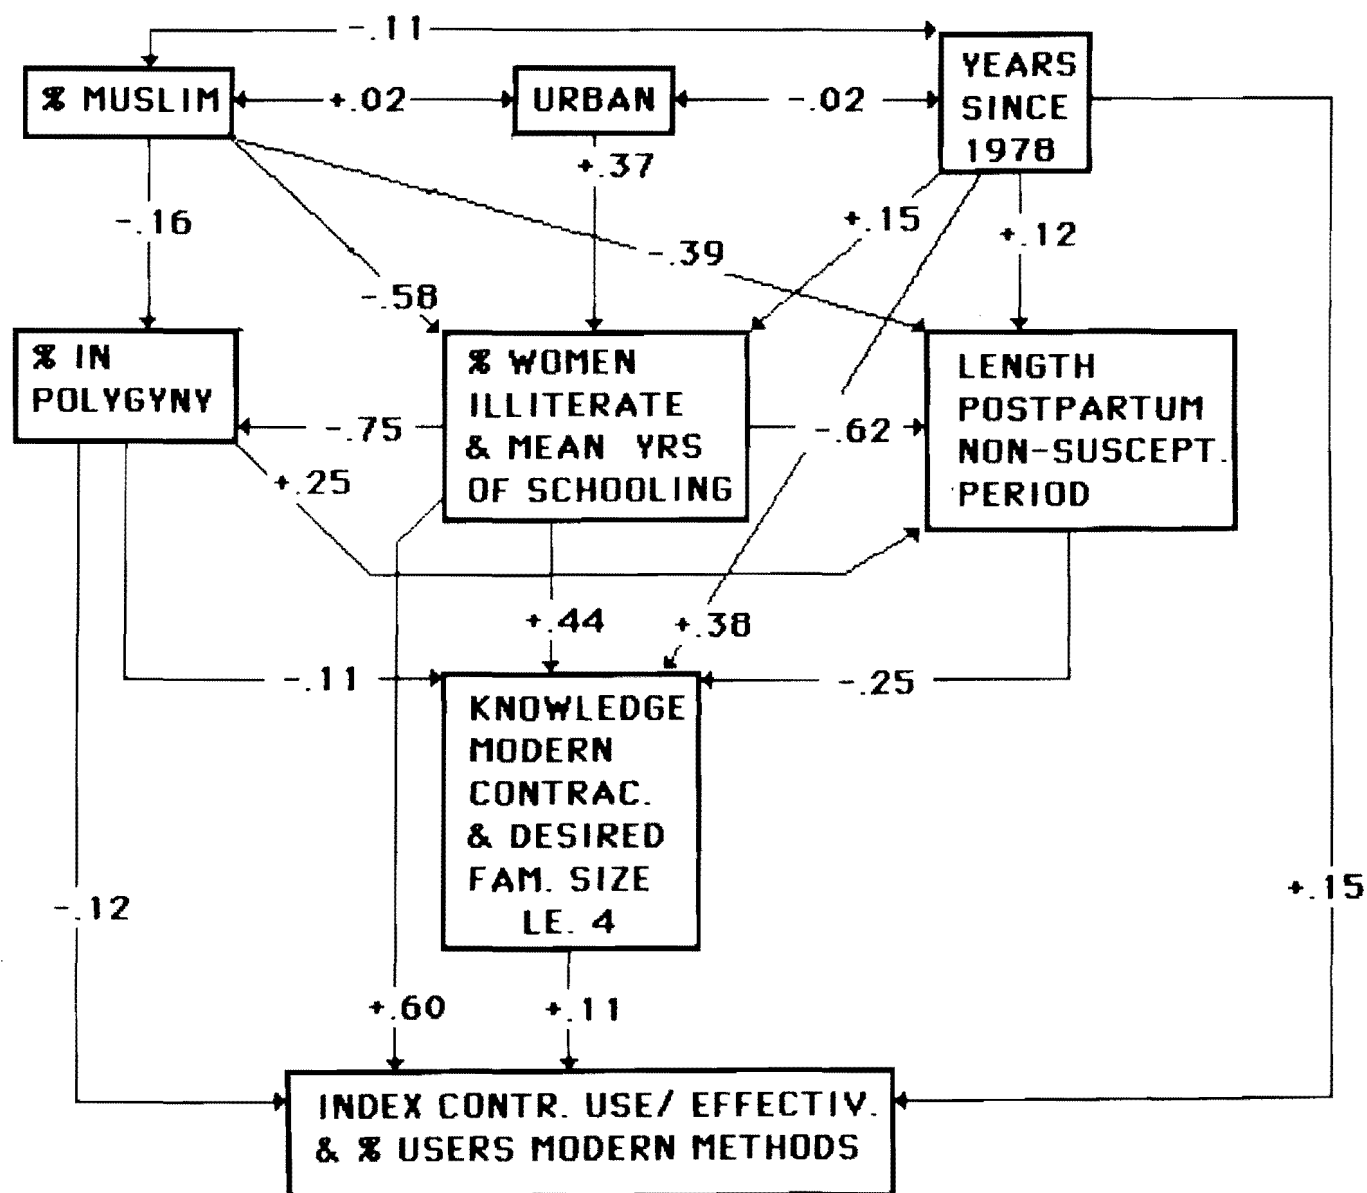 -.11
% MUSLIM
+.02
URBAN
-.02
YEARS
SINCE
1978
+.37
-.16
+.15
+.12
-.39
-.58
% IN
POLYGYNY
-.75
% WOMEN
ILLITERATE
& MEAN YRS
OF SCHOOLING
-.62
LENGTH
POSTPARTUM
NON-SUSCEPT.
PERIOD
+.25
+.44
+.38
-.11
-.25
KNOWLEDGE
MODERN
CONTRAC.
& DESIRED
FAM. SIZE
LE. 4
-.12
+.15
+.60
+.11
INDEX CONTR. USE/ EFFECTIV.
& % USERS MODERN METHODS